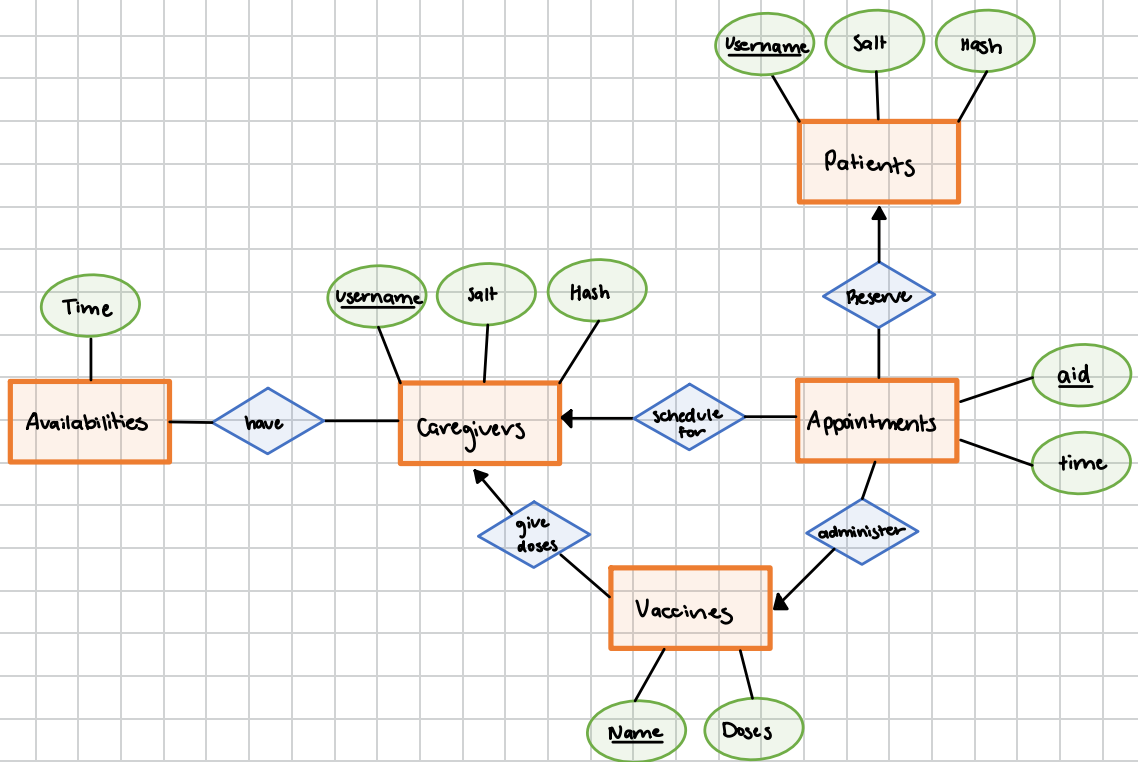 Username
Salt
Hash
Patients
Reserve
Time
Username
Salt
Hash
aid
Availabilities
have
Caregivers
schedule
for
Appointments
time
give
doses
administer
Vaccines
Name
Doses